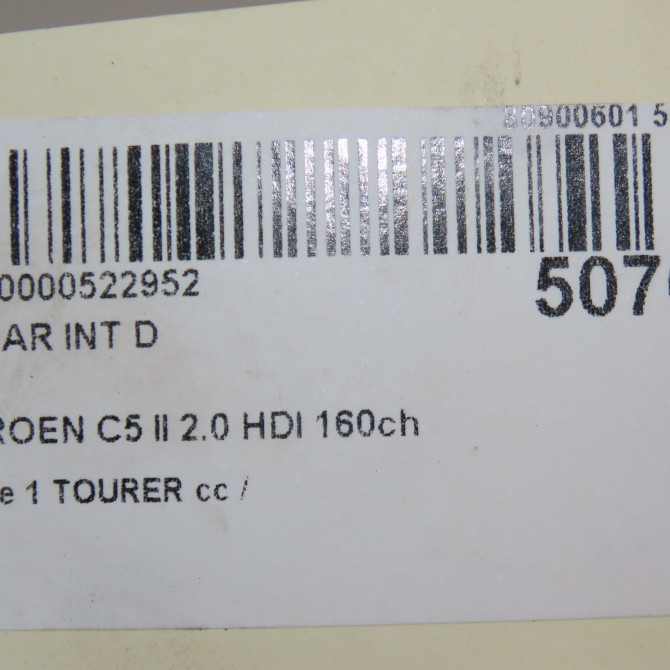 80900601 5
0000522952
507
AR INT D
ROEN C5 II 2.0 HDI 160ch
e 1 TOURER cc /